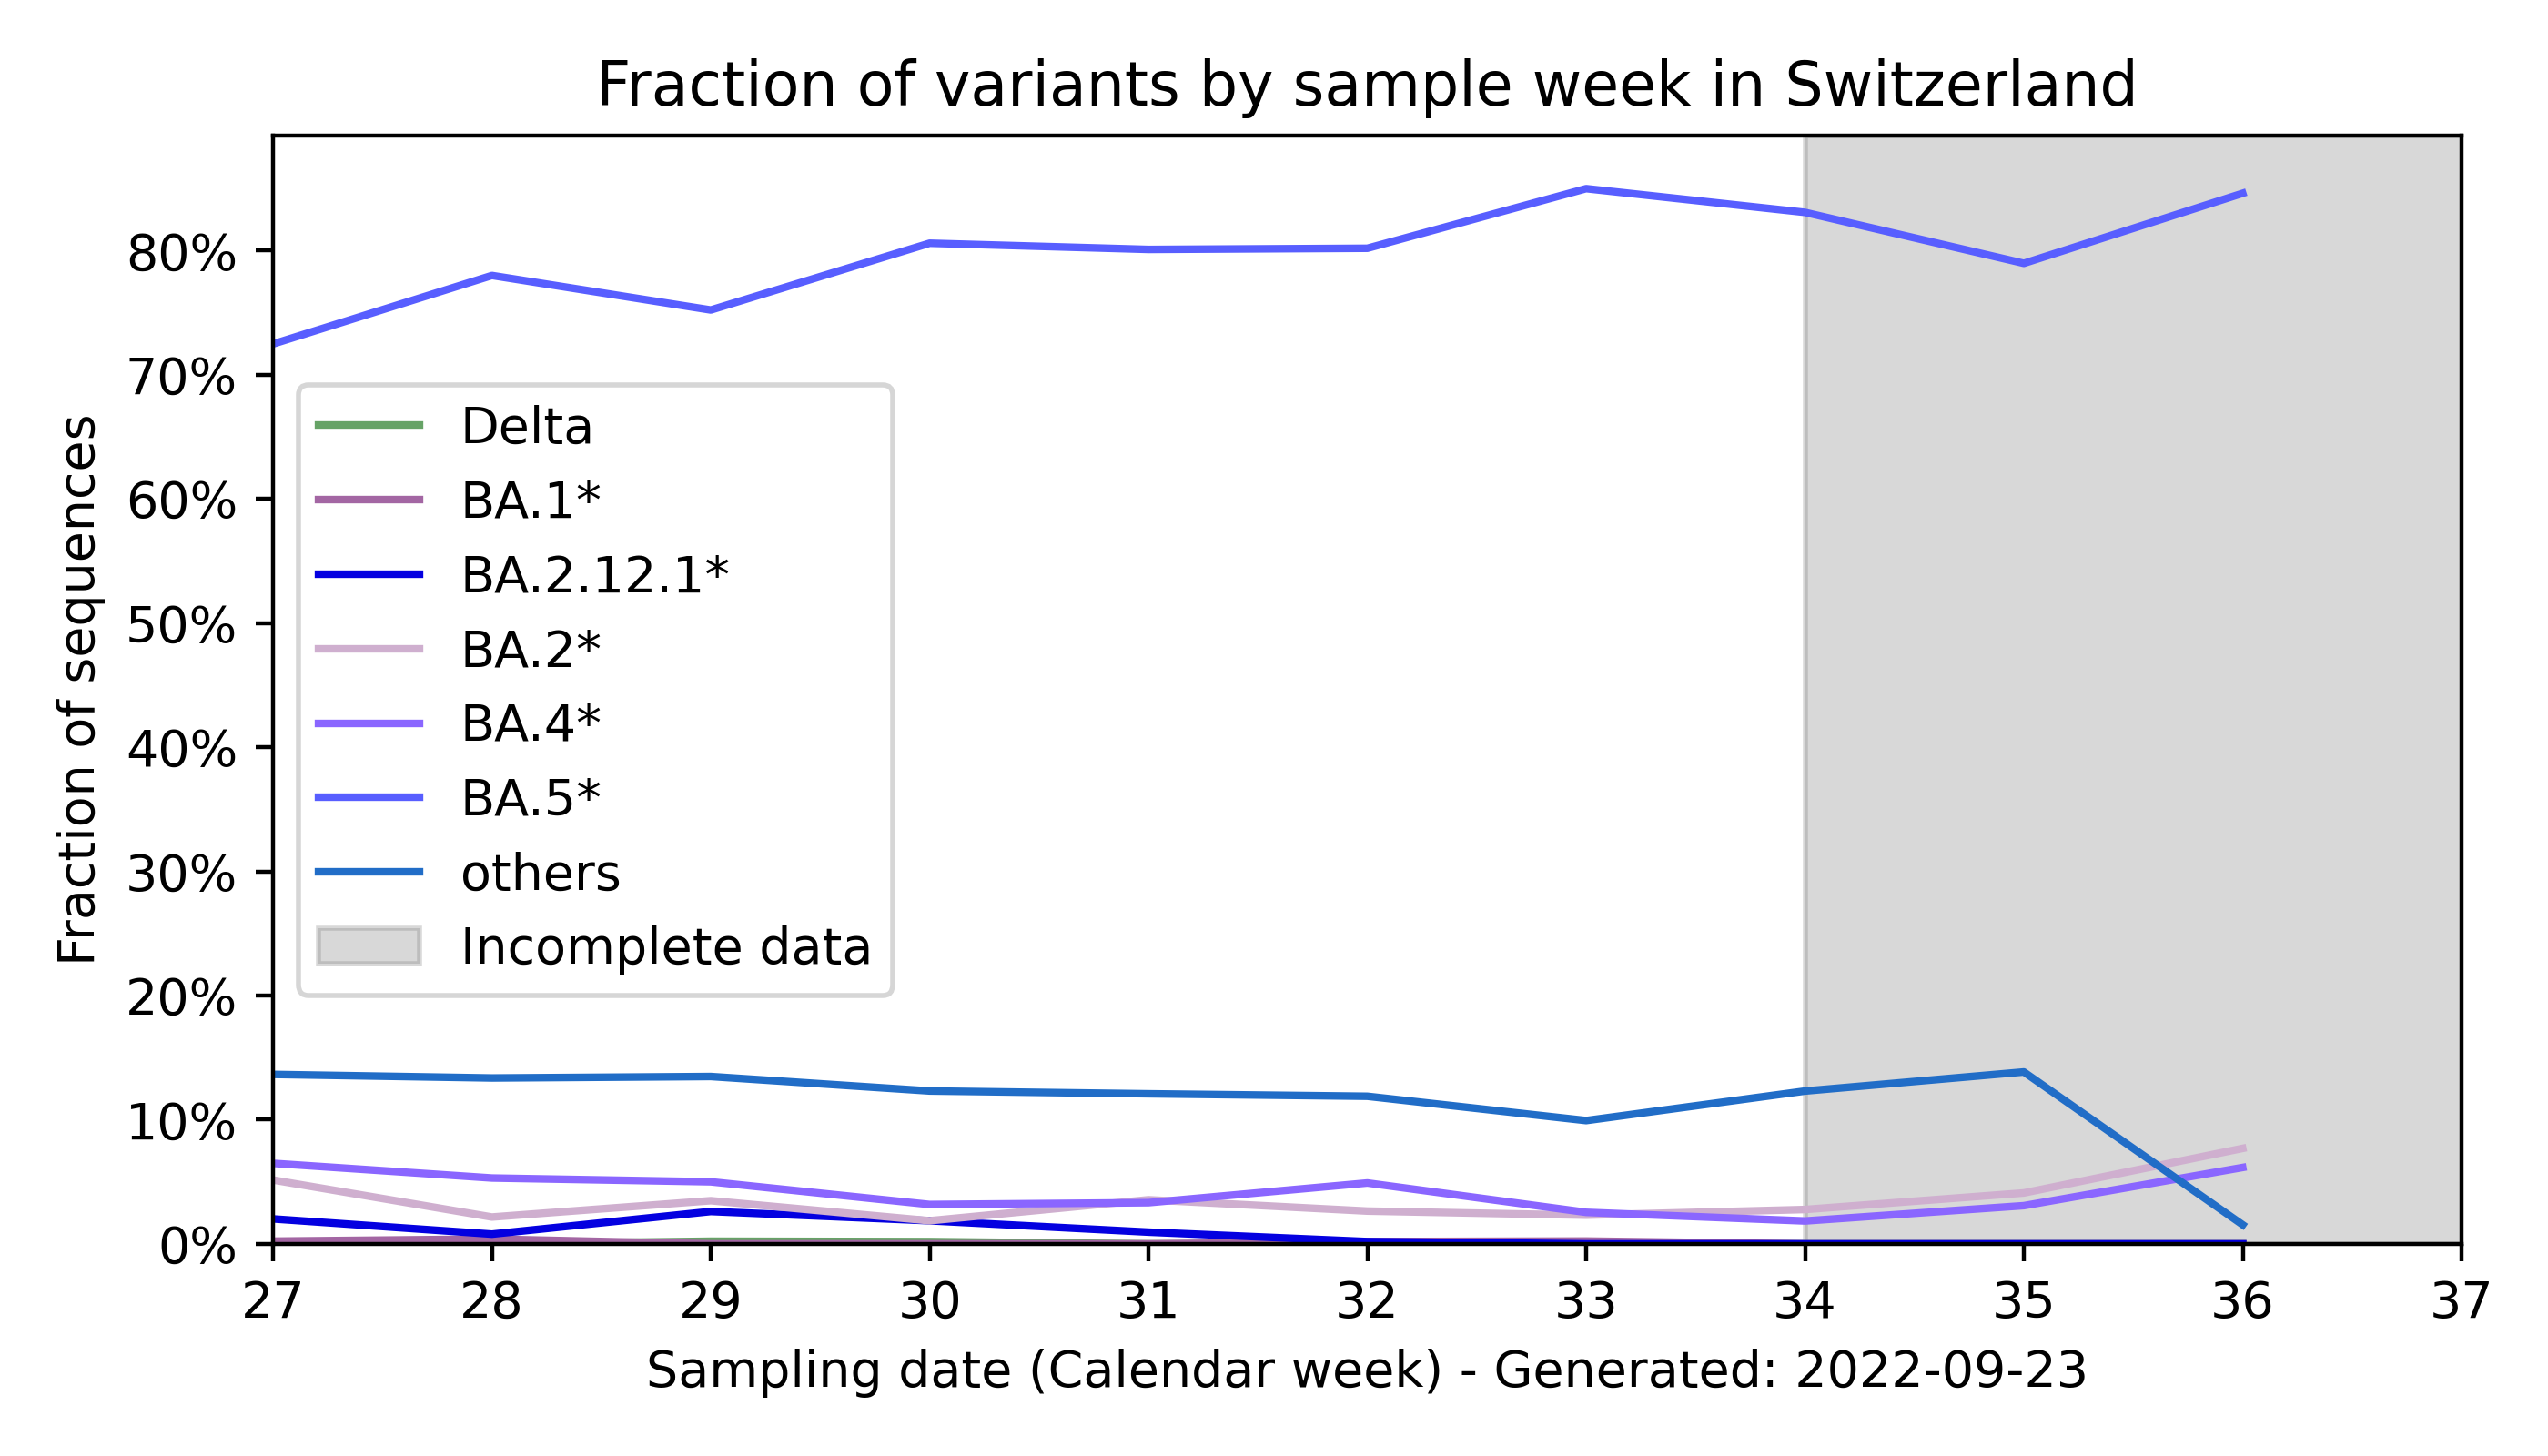 Fraction of variants by sample week in Switzerland
Fraction of sequences
80%
70%
60%
50%
40%
30%
20%
10%
0%
Delta
BA.1*
BA.2.12.1*
BA.2*
BA.4*
BA.5*
others
Incomplete data
27 28 29 30 31 32 33 34 35 36 37
Sampling date (Calendar week) - Generated: 2022-09-23